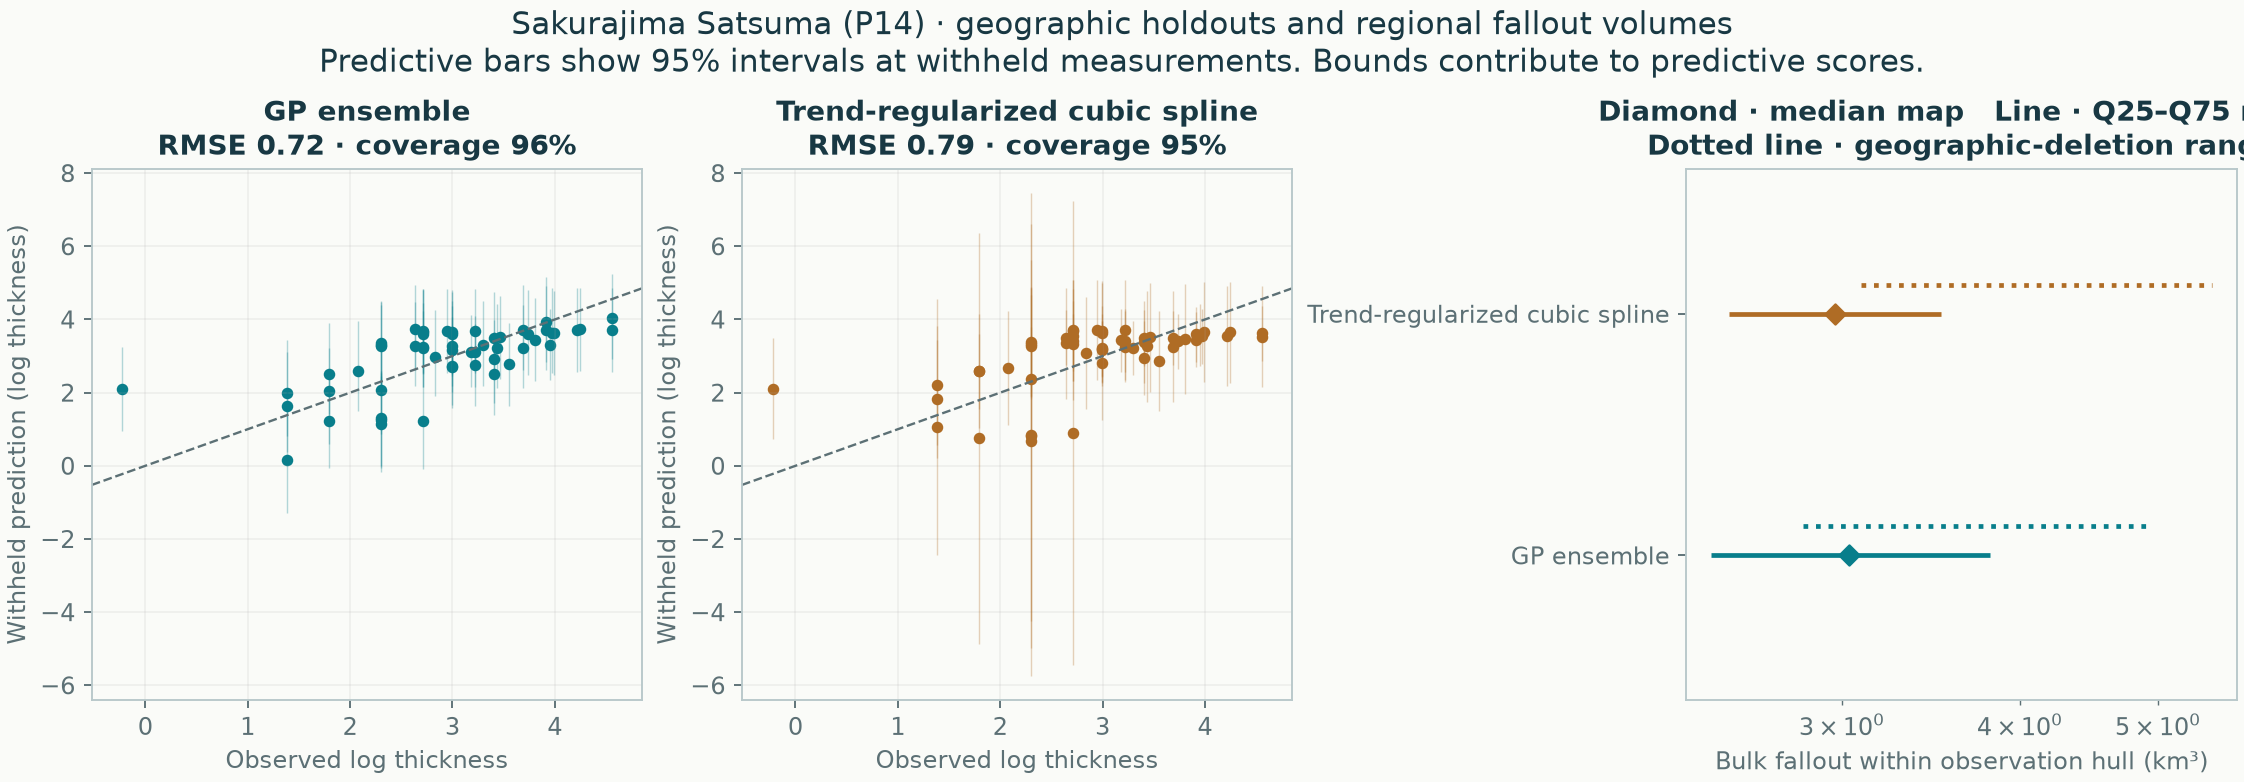 Sakurajima Satsuma (P14) · geographic holdouts and regional fallout volumes
Predictive bars show 95% intervals at withheld measurements. Bounds contribute to predictive scores.
GP ensemble
RMSE 0.72 · coverage 96%
8
6
4
2
0
−2
−4
−6
0
1
2
3
4
Withheld prediction (log thickness)
Observed log thickness
Trend-regularized cubic spline
RMSE 0.79 · coverage 95%
8
6
4
2
0
−2
−4
−6
0
1
2
3
4
Withheld prediction (log thickness)
Observed log thickness
Diamond · median map Line · Q25–Q75
Dotted line · geographic-deletion
Trend-regularized cubic spline
GP ensemble
3 × 10⁰
4 × 10⁰
5 × 10⁰
Bulk fallout within observation hull (km³)